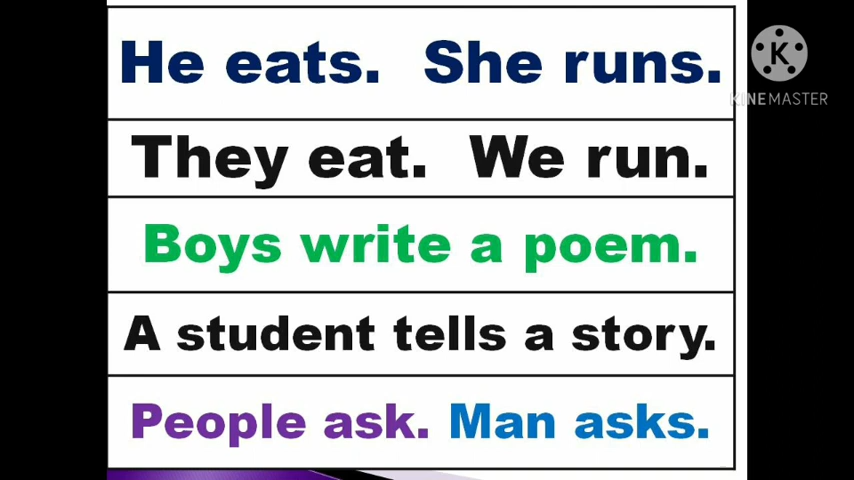 He eats. She runs.
K
KINEMASTER
They eat. We run.
Boys write a poem.
A student tells a story.
People ask. Man asks.